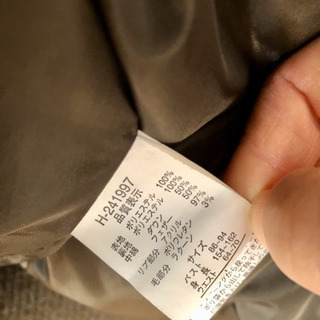 H-241997
品質表示
表地 ポリエステル 100%
裏地 ポリエステル 100%
中綿 ダウン 50%
フェザー 50%
リブ部分 アクリル 97%
ポリウレタン 3%
毛部分 ラクーン
サイズ
バスト 86-94
身長 154-162
ウエスト 64-70